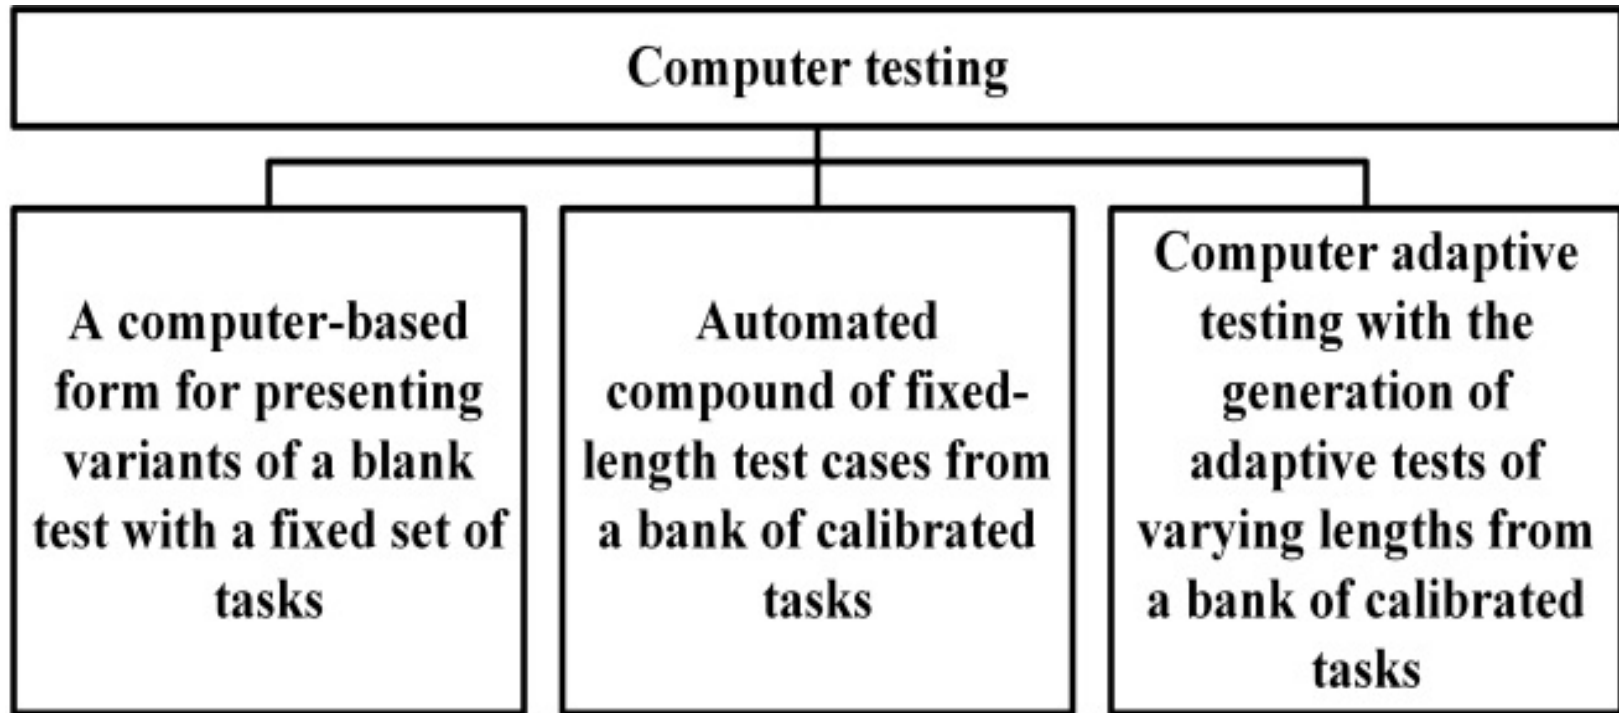 Computer testing
A computer-based
form for presenting
variants of a blank
test with a fixed set of
tasks
Automated
compound of fixed-
length test cases from
a bank of calibrated
tasks
Computer adaptive
testing with the
generation of
adaptive tests of
varying lengths from
a bank of calibrated
tasks